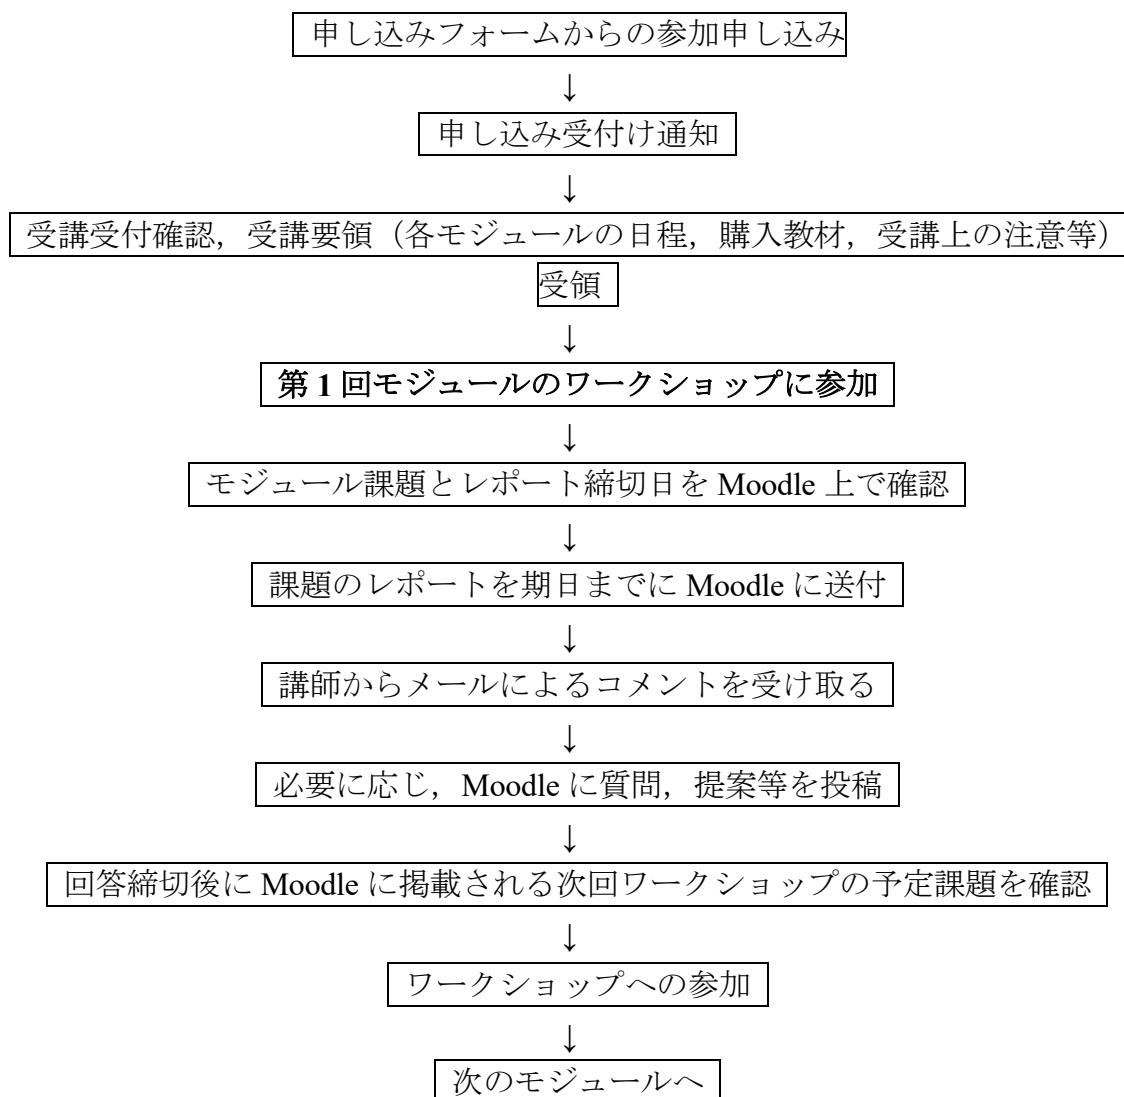 申し込みフォームからの参加申し込み
↓
申し込み受付け通知
↓
受講受付確認，受講要領（各モジュールの日程，購入教材，受講上の注意等）
受領
↓
第 1 回モジュールのワークショップに参加
↓
モジュール課題とレポート締切日を Moodle 上で確認
↓
課題のレポートを期日までに Moodle に送付
↓
講師からメールによるコメントを受け取る
↓
必要に応じ，Moodle に質問，提案等を投稿
↓
回答締切後に Moodle に掲載される次回ワークショップの予定課題を確認
↓
ワークショップへの参加
↓
次のモジュールへ